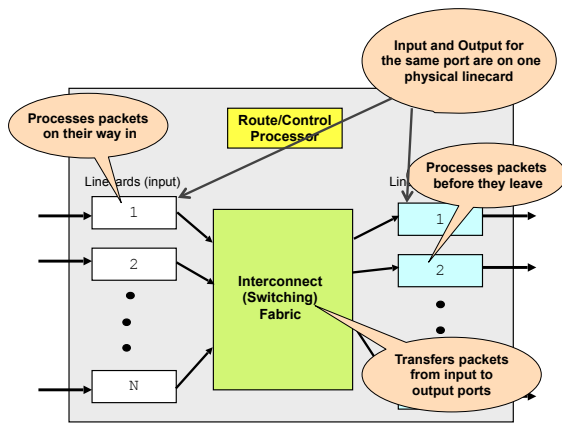 Input and Output for
the same port are on one
physical linecard
Processes packets
on their way in
Route/Control
Processor
(input)
Processes packets
before they leave
1
1
2
2
Interconnect
(Switching)
Fabric
Transfers packets
from input to
output ports
N